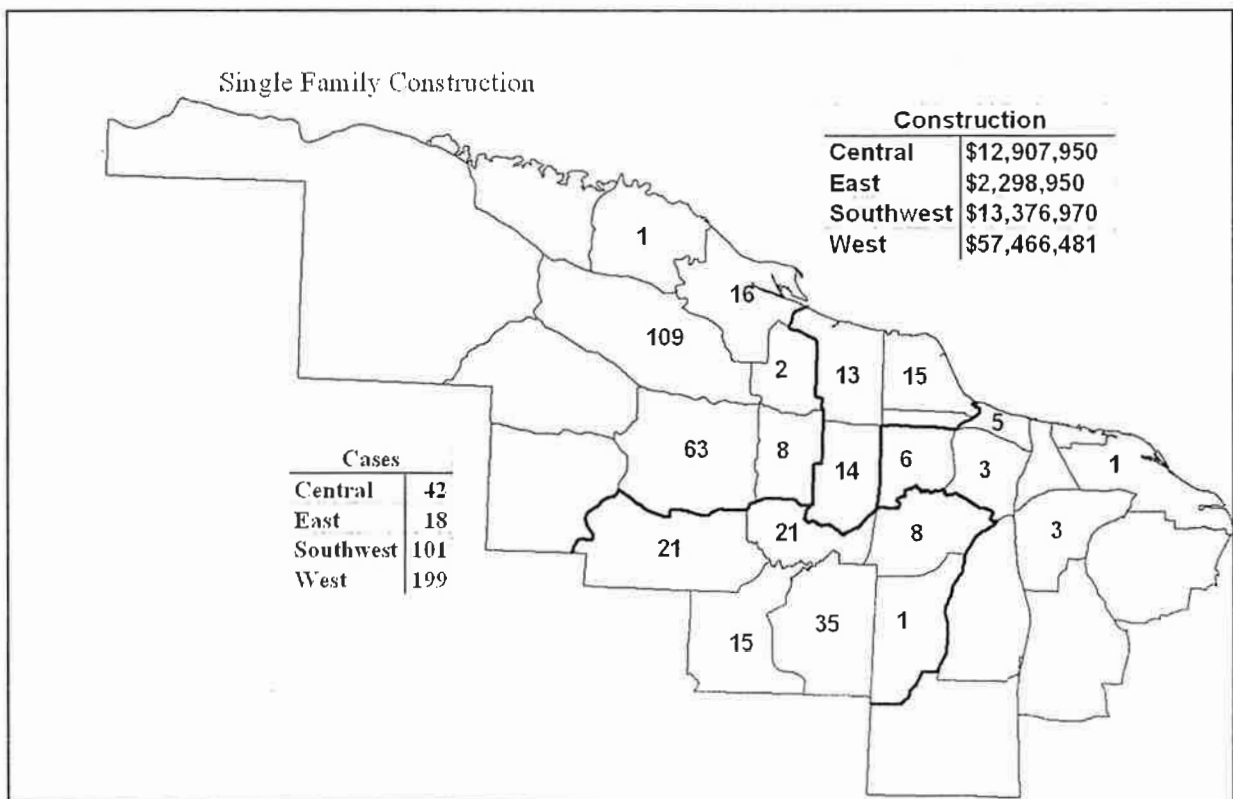 Single Family Construction
Construction
Central $12,907,950
East $2,298,950
Southwest $13,376,970
West $57,466,481
1
16
109
2
13
15
5
63
8
14
6
3
1
Cases
Central 42
East 18
Southwest 101
West 199
21
21
8
3
15
35
1